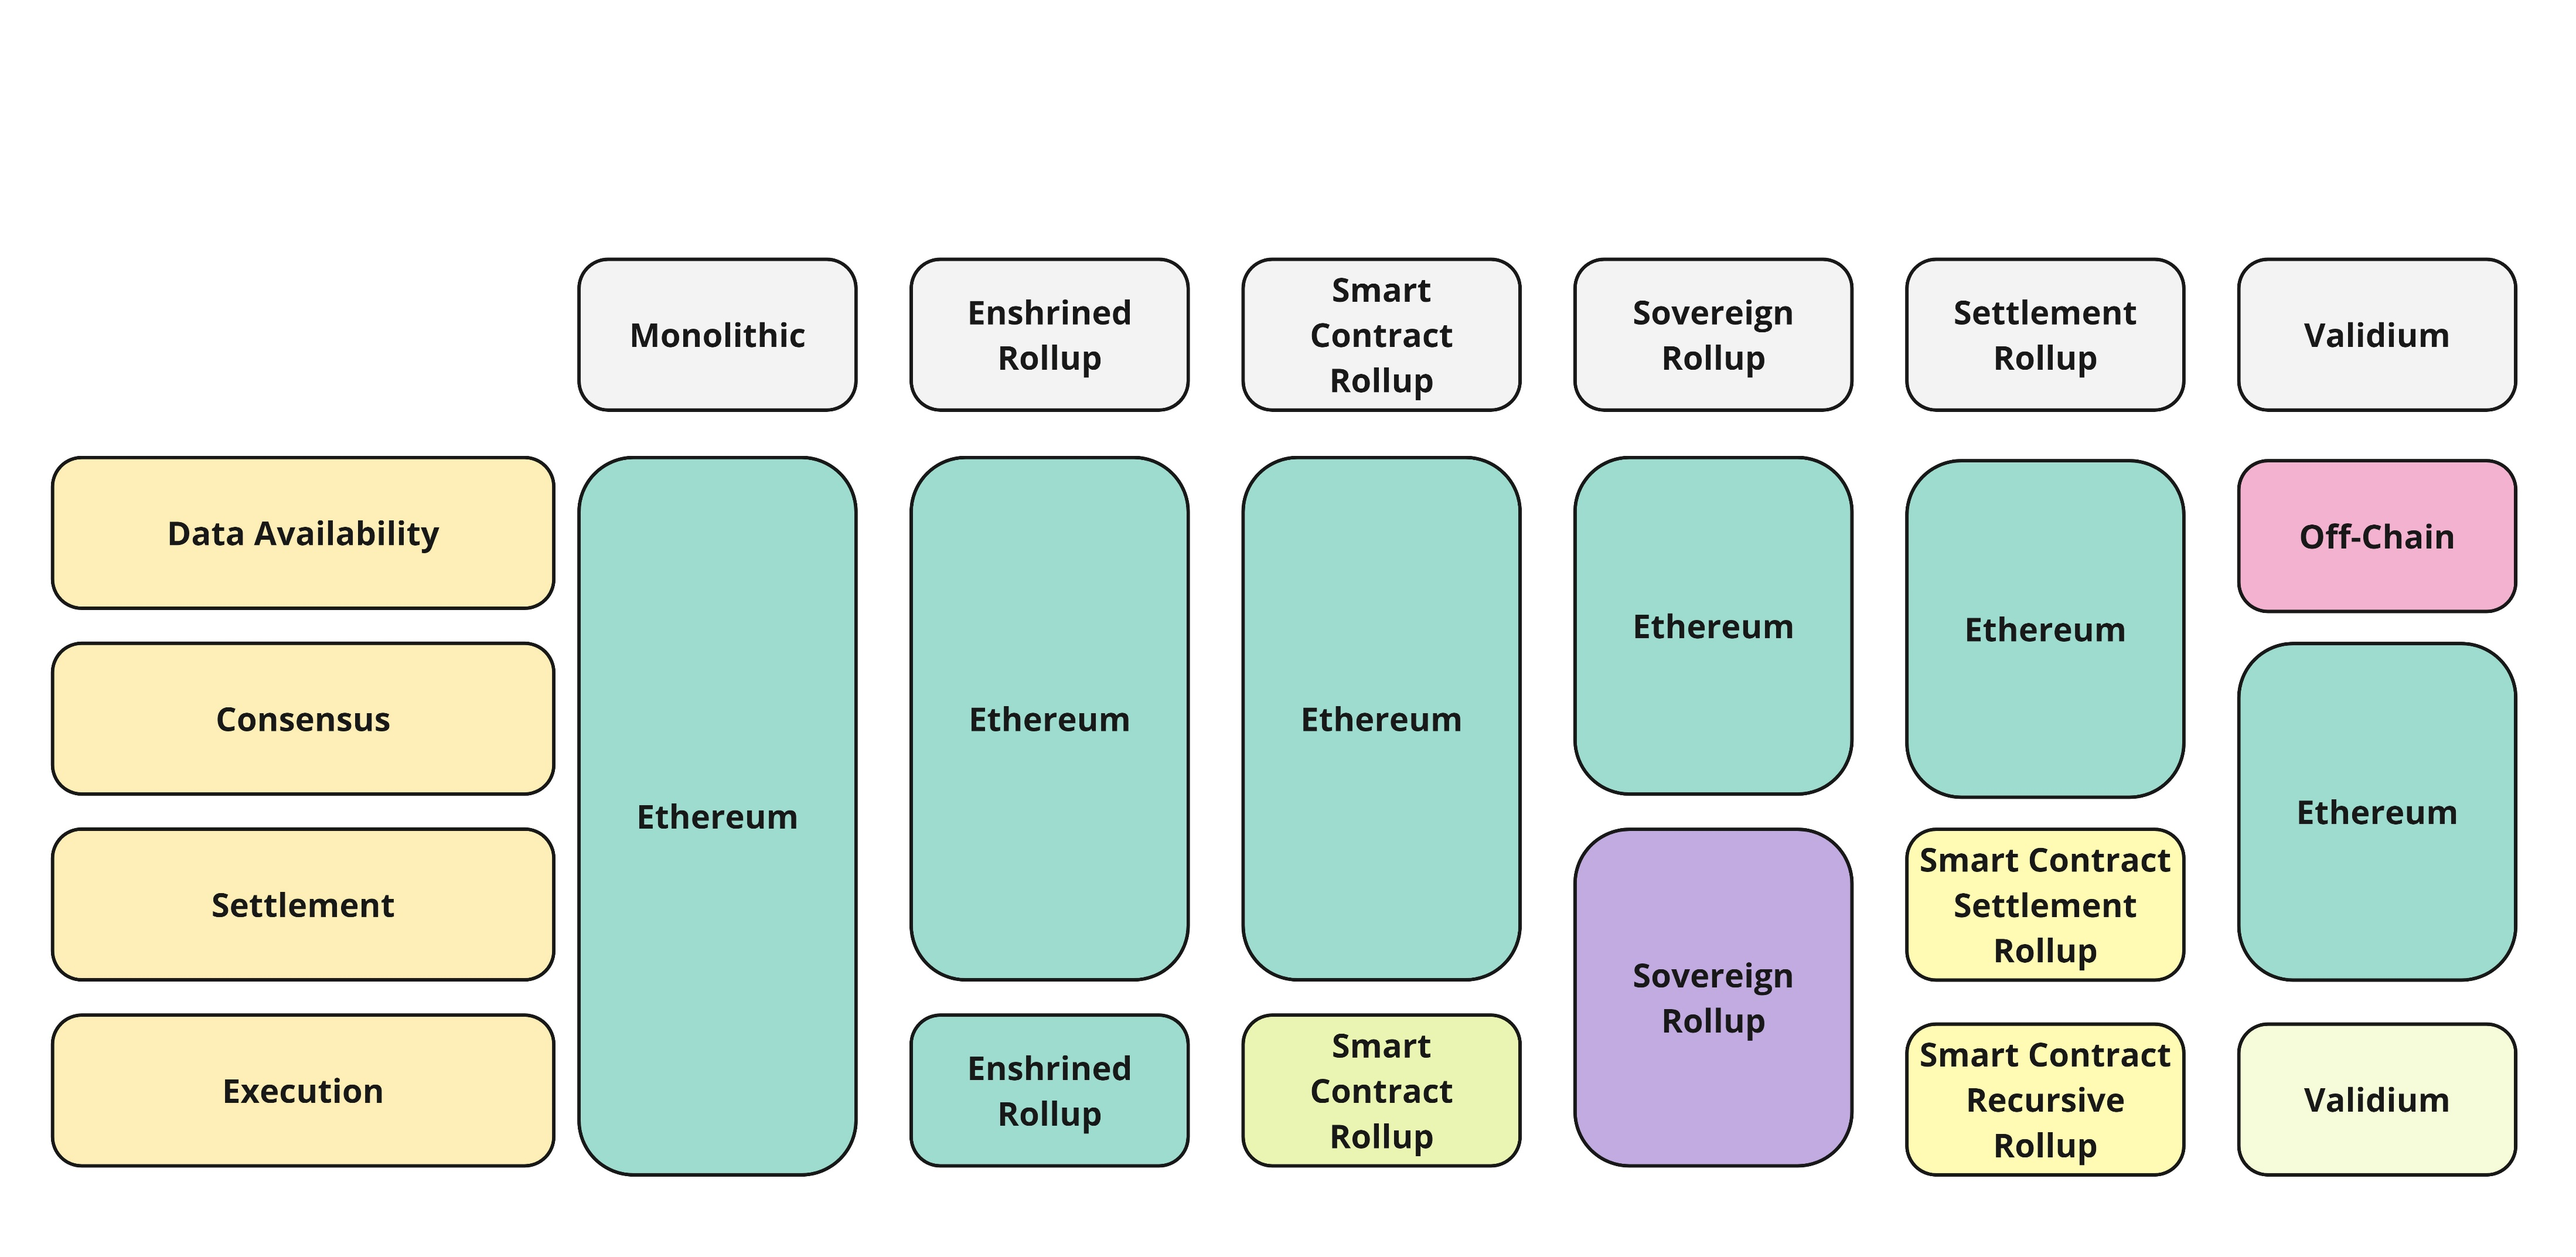 Monolithic
Enshrined
Rollup
Smart
Contract
Rollup
Sovereign
Rollup
Settlement
Rollup
Validium
Data Availability
Consensus
Settlement
Execution
Ethereum
Ethereum
Enshrined
Rollup
Ethereum
Smart
Contract
Rollup
Ethereum
Sovereign
Rollup
Ethereum
Smart Contract
Settlement
Rollup
Smart Contract
Recursive
Rollup
Off-Chain
Ethereum
Validium